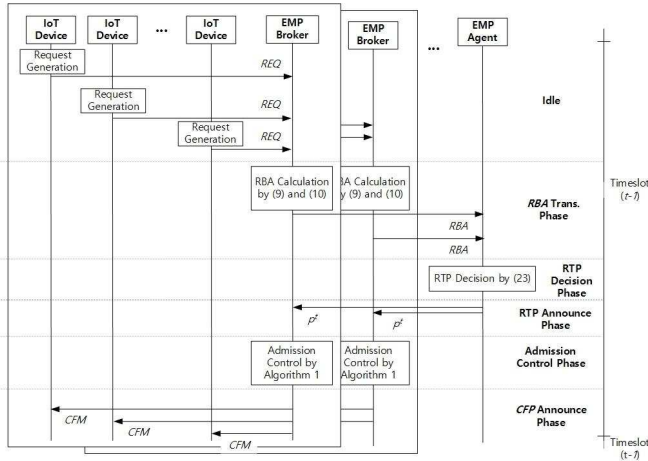 IoT Device
IoT Device
...
IoT Device
EMP Broker
EMP Broker
...
EMP Agent
Request Generation
REQ
Request Generation
REQ
Request Generation
REQ
Idle
RBA Calculation by (9) and (10)
BA Calculation by (9) and (10)
RBA
RBA
RBA Trans. Phase
Timeslot (t-1)
RTP Decision by (23)
RTP Decision Phase
pt
pt
RTP Announce Phase
Admission Control by Algorithm 1
Admission Control by Algorithm 1
Admission Control Phase
CFM
CFM
CFM
CFP Announce Phase
Timeslot (t-1)